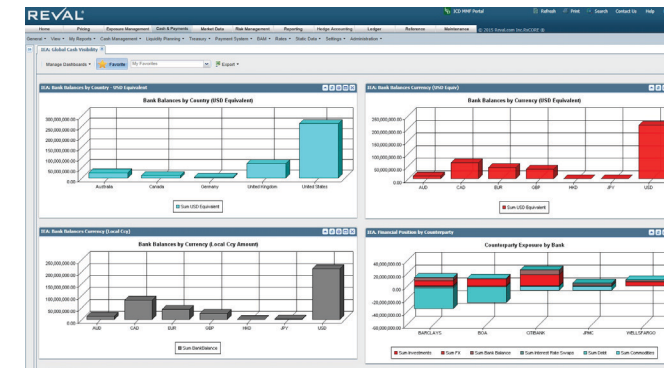 REVAL
ICD MMF Portal Refresh Print Search Contact Us Help
Home Pricing Exposure Management Cash & Payments Market Data Risk Management Reporting Hedge Accounting Ledger Reference Maintenance
General View My Reports Cash Management Liquidity Planning Treasury Payment System BAM Rates Static Data Settings Administration
IEA: Global Cash Visibility
Manage Dashboards Favorite My Favorites Export
IEA: Bank Balances by Country - USD Equivalent
Bank Balances by Country (USD Equivalent)
300,000,000.00
250,000,000.00
200,000,000.00
150,000,000.00
100,000,000.00
50,000,000.00
0.00
Australia Canada Germany United Kingdom United States
Sum USD Equivalent
IEA: Bank Balances Currency (USD Equiv)
Bank Balances by Currency (USD Equivalent)
250,000,000.00
200,000,000.00
150,000,000.00
100,000,000.00
50,000,000.00
0.00
AUD CAD EUR GBP HKD JPY USD
Sum USD Equivalent
IEA: Bank Balances Currency (Local Ccy)
Bank Balances by Currency (Local Ccy Amount)
250,000,000.00
200,000,000.00
150,000,000.00
100,000,000.00
50,000,000.00
0.00
AUD CAD EUR GBP HKD JPY USD
Sum BankBalance
IEA: Financial Position by Counterparty
Counterparty Exposure by Bank
40,000,000.00
20,000,000.00
0.00
-20,000,000.00
-40,000,000.00
-60,000,000.00
BARCLAYS BOA CITIBANK JPMC WELLSFARGO
Sum Investments Sum FX Sum Bank Balance Sum Interest Rate Swaps Sum Debt Sum Commodities